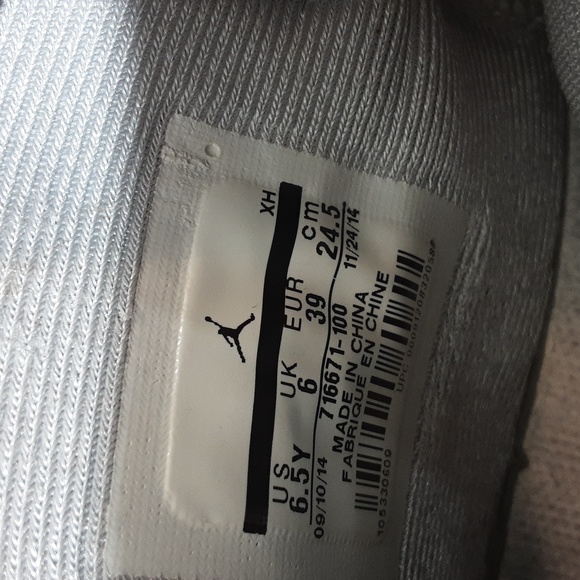 XH
US UK EUR cm
6.5Y 6 39 24.5
09/10/14 716671-100 11/24/14
MADE IN CHINA
FABRIQUE EN CHINE
105330609